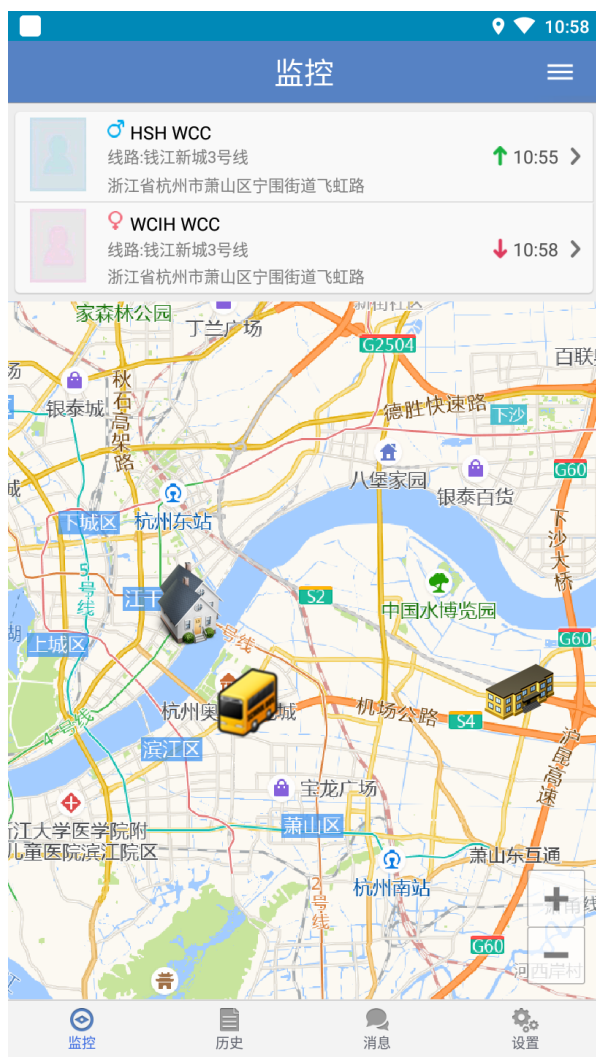 10:58
监控
HSH WCC
线路:钱江新城3号线
10:55
浙江省杭州市萧山区宁围街道飞虹路
WCIH WCC
线路:钱江新城3号线
10:58
浙江省杭州市萧山区宁围街道飞虹路
家森林公园
丁兰广场
G2504
秋石高架路
银泰城
德胜快速路
下沙
八堡家园
银泰百货
G60
下城区
杭州东站
下沙大桥
5号线
江干
S2
中国水博览园
上城区
号线
G60
杭州奥
城
机场公路
S4
4号线
滨江区
沪昆高速
宝龙广场
江大学医学院附
儿童医院滨江院区
萧山区
萧山东互通
杭州南站
2号线
G60
河西岸村
监控
历史
消息
设置